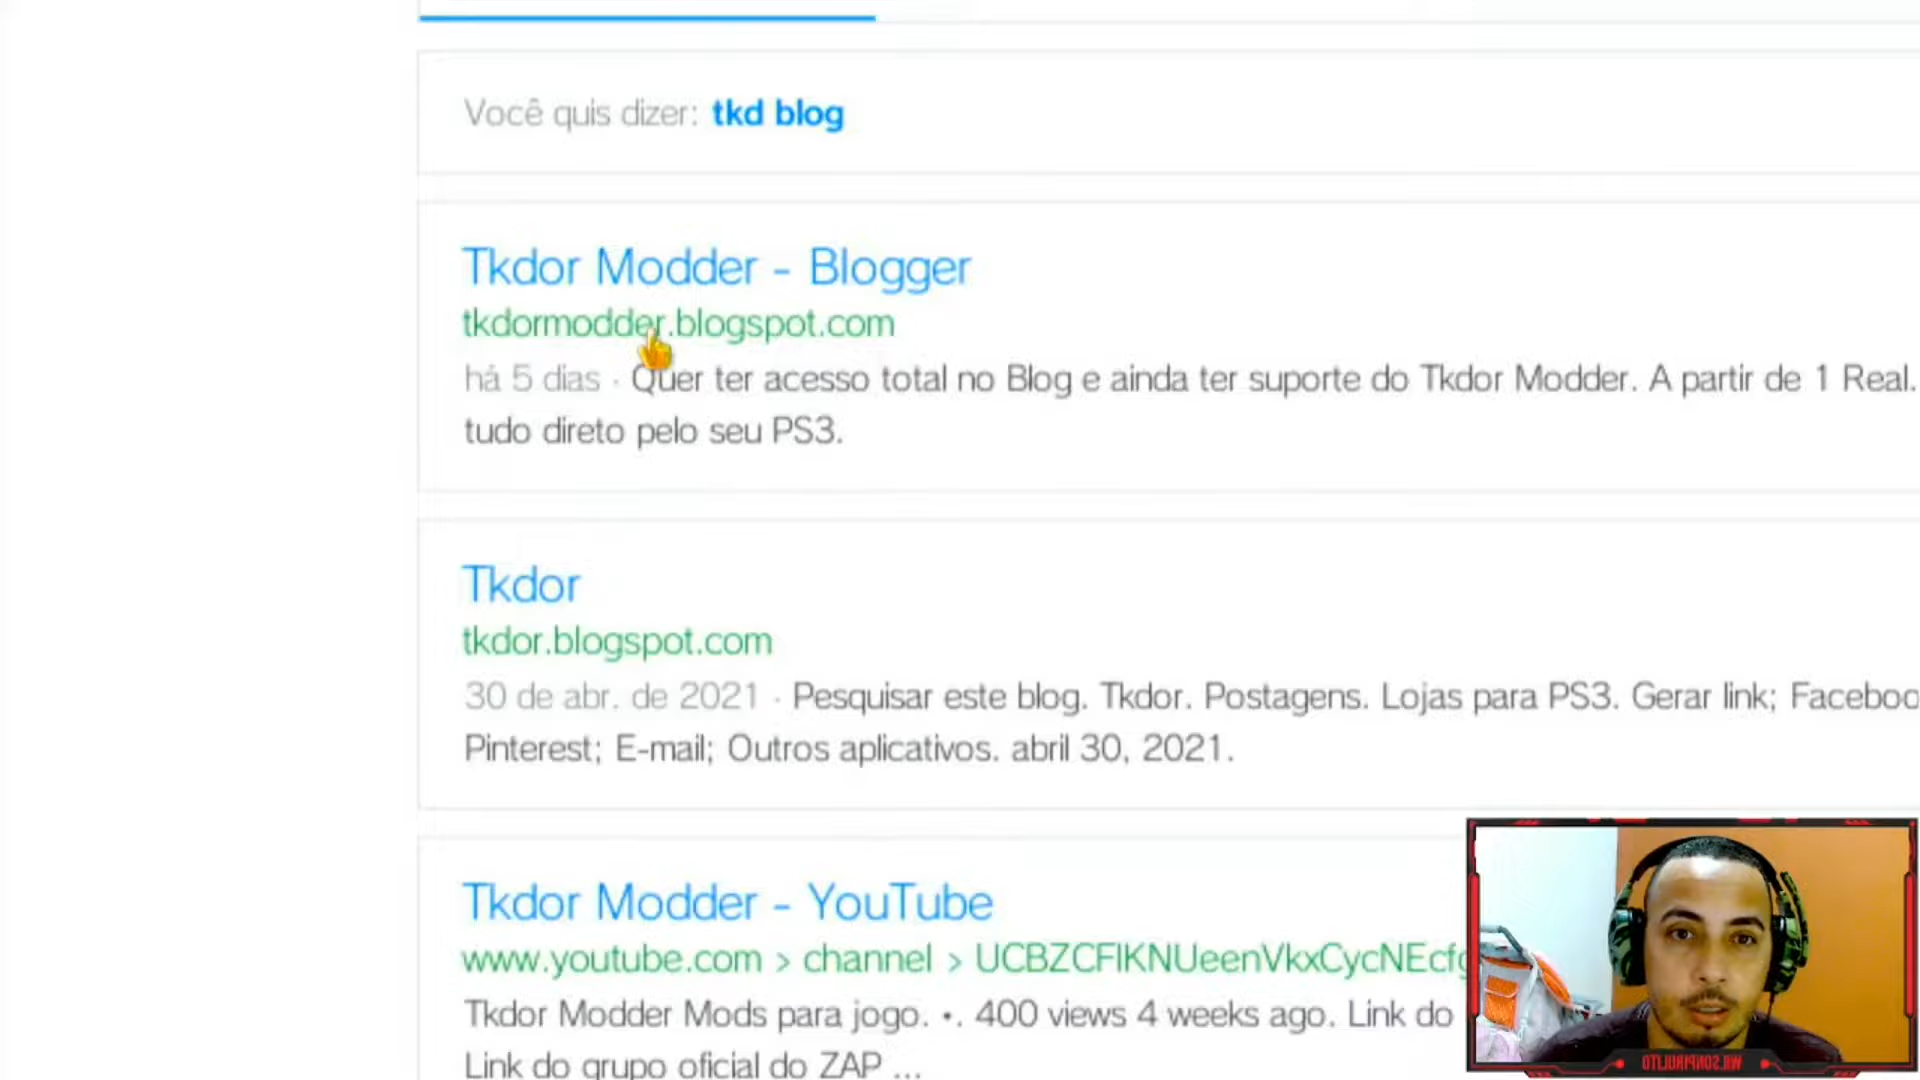 Você quis dizer: tkd blog
Tkdor Modder - Blogger
tkdormodder.blogspot.com
há 5 dias · Quer ter acesso total no Blog e ainda ter suporte do Tkdor Modder. A partir de 1 Real.
tudo direto pelo seu PS3.
Tkdor
tkdor.blogspot.com
30 de abr. de 2021 · Pesquisar este blog. Tkdor. Postagens. Lojas para PS3. Gerar link; Faceboo
Pinterest; E-mail; Outros aplicativos. abril 30, 2021.
Tkdor Modder - YouTube
www.youtube.com > channel >
Tkdor Modder Mods para jogo. •. 400 views 4 weeks ago. Link do
Link do grupo oficial do ZAP ...
WILSONPIRULITO